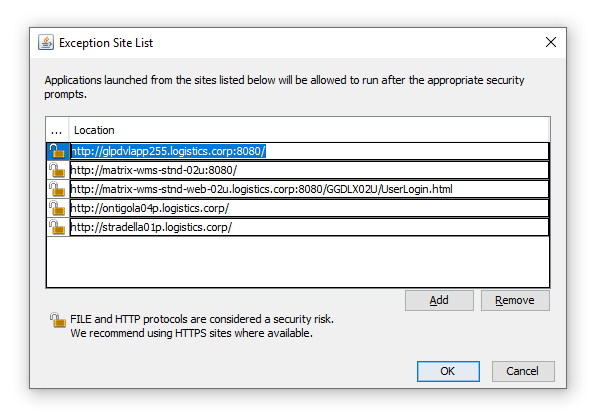 Exception Site List
Applications launched from the sites listed below will be allowed to run after the appropriate security
prompts.
... Location
http://glpdvlapp255.logistics.corp:8080/
http://matrix-wms-stnd-02u:8080/
http://matrix-wms-stnd-web-02u.logistics.corp:8080/GGDLX02U/UserLogin.html
http://ontigola04p.logistics.corp/
http://stradella01p.logistics.corp/
Add Remove
FILE and HTTP protocols are considered a security risk.
We recommend using HTTPS sites where available.
OK Cancel